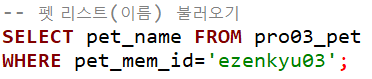 -- 펫 리스트(이름) 불러오기
SELECT pet_name FROM pro03_pet
WHERE pet_mem_id='ezenkyu03';